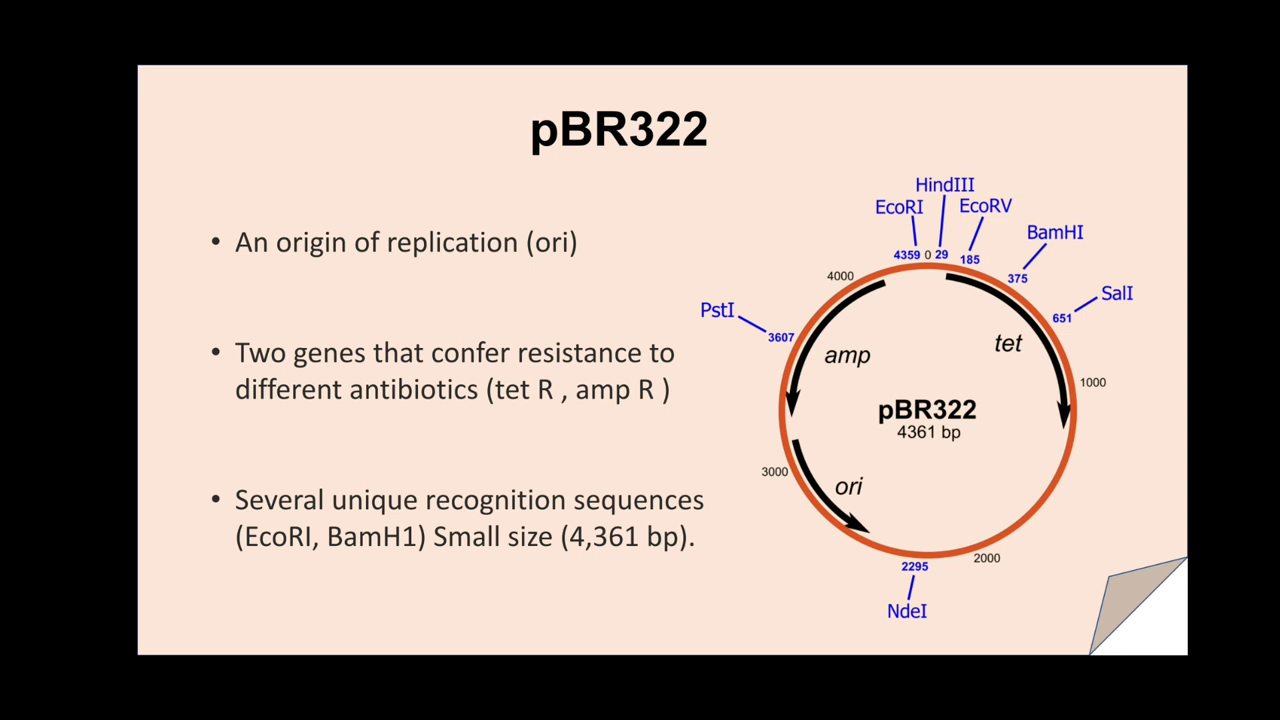 pBR322
• An origin of replication (ori)
• Two genes that confer resistance to
different antibiotics (tet R , amp R )
• Several unique recognition sequences
(EcoRI, BamH1) Small size (4,361 bp).
HindIII
EcoRI
EcoRV
BamHI
SalI
PstI
4359
0
29
185
375
651
4000
3607
amp
tet
1000
pBR322
4361 bp
3000
ori
2000
2295
NdeI